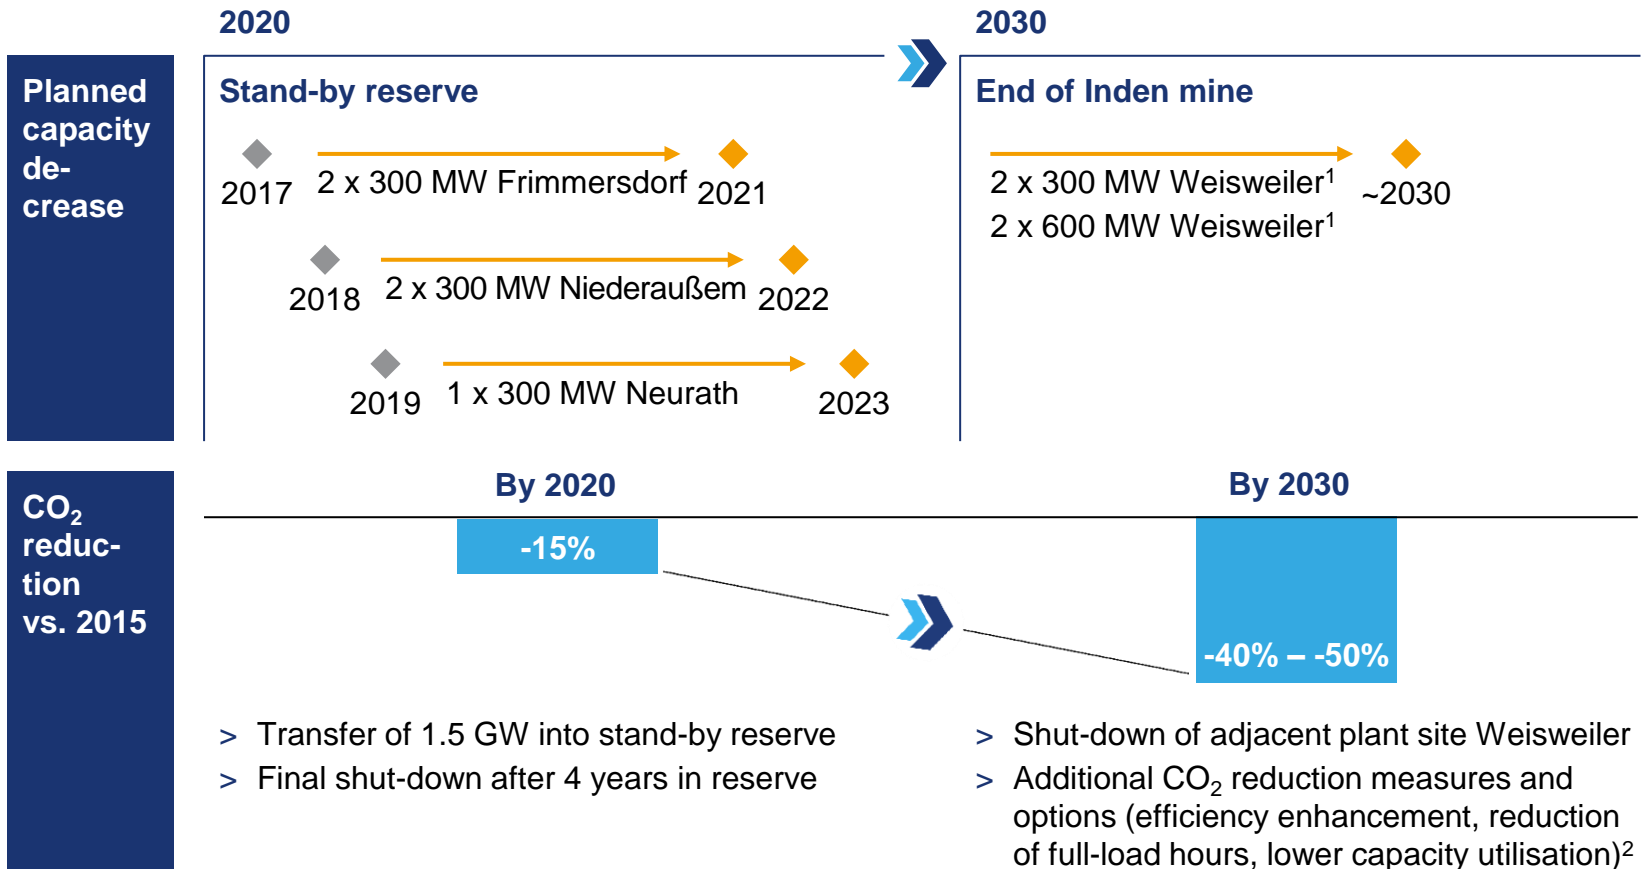 2020
2030
Planned
capacity
de-
crease
Stand-by reserve
2017
2 x 300 MW Frimmersdorf
2021
2018
2 x 300 MW Niederaußem
2022
2019
1 x 300 MW Neurath
2023
End of Inden mine
2 x 300 MW Weisweiler¹
2 x 600 MW Weisweiler¹
~2030
CO₂
reduc-
tion
vs. 2015
By 2020
-15%
By 2030
-40% – -50%
> Transfer of 1.5 GW into stand-by reserve
> Final shut-down after 4 years in reserve
> Shut-down of adjacent plant site Weisweiler
> Additional CO₂ reduction measures and
options (efficiency enhancement, reduction
of full-load hours, lower capacity utilisation)²